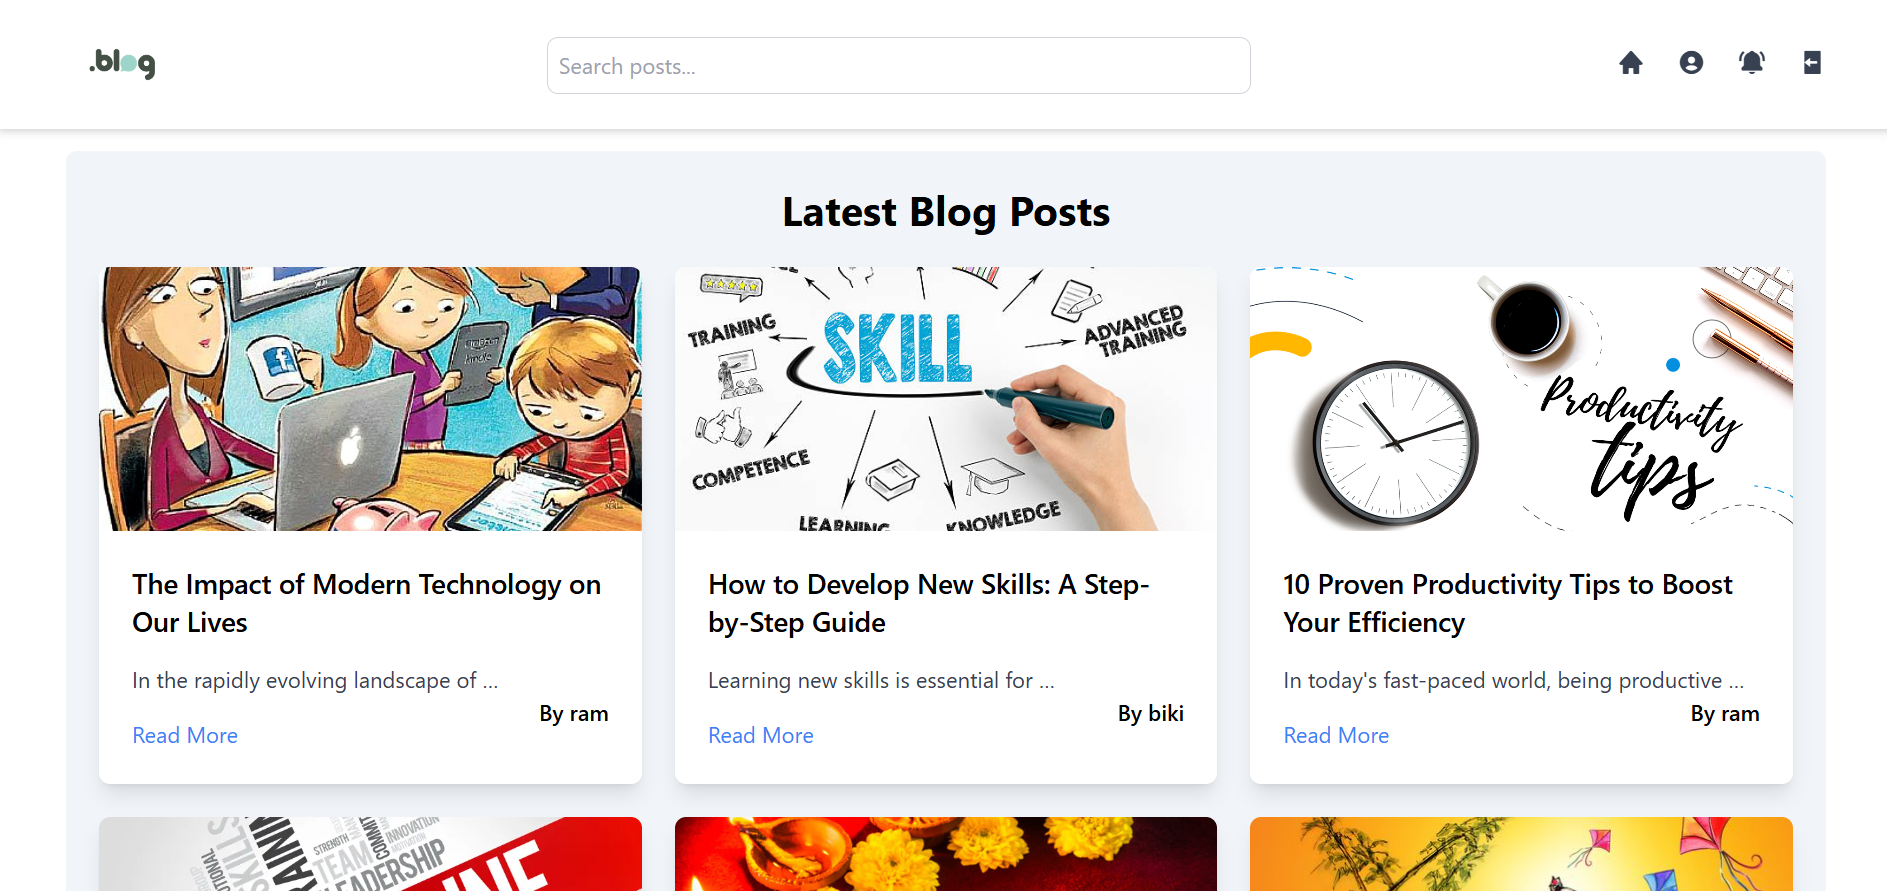 .blog
Search posts...
Latest Blog Posts
TRAINING
SKILL
ADVANCED
TRAINING
COMPETENCE
LEARNING
KNOWLEDGE
Productivity
tips
The Impact of Modern Technology on
Our Lives
In the rapidly evolving landscape of ...
By ram
Read More
How to Develop New Skills: A Step-
by-Step Guide
Learning new skills is essential for ...
By biki
Read More
10 Proven Productivity Tips to Boost
Your Efficiency
In today's fast-paced world, being productive ...
By ram
Read More
STRENGTH
TEAM
INNOVATION
MOTIVATION
LEADERSHIP
SKILLS